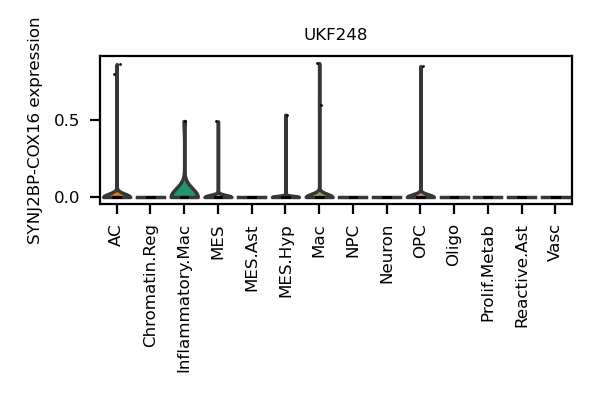 UKF248
SYNJ2BP-COX16 expression
0.5
0.0
AC
Chromatin.Reg
Inflammatory.Mac
MES
MES.Ast
MES.Hyp
Mac
NPC
Neuron
OPC
Oligo
Prolif.Metab
Reactive.Ast
Vasc